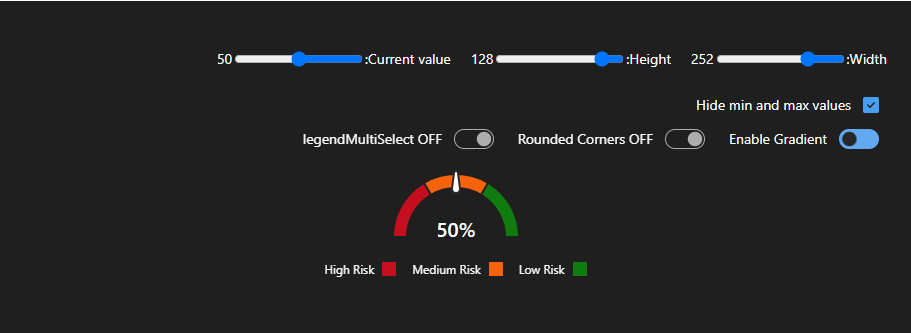 50 :Current value 128 :Height 252 :Width
Hide min and max values
legendMultiSelect OFF Rounded Corners OFF Enable Gradient
50%
High Risk Medium Risk Low Risk